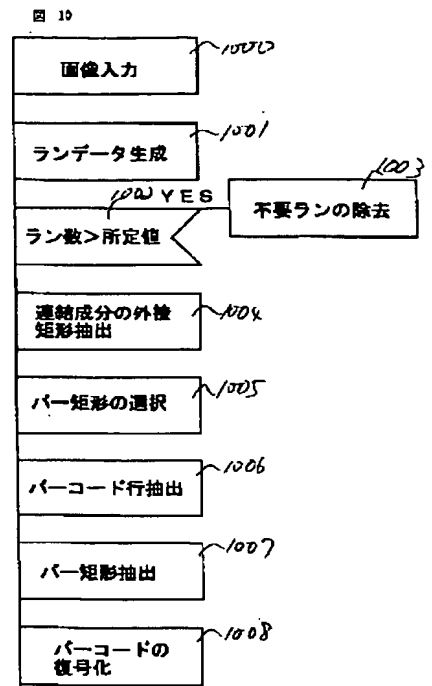 図 10
1000
画像入力
1001
ランデータ生成
1002 YES
1003
ラン数>所定値
不要ランの除去
連結成分の外接
矩形抽出
1004
バー矩形の選択
1005
バーコード行抽出
1006
バー矩形抽出
1007
バーコードの
復号化
1008